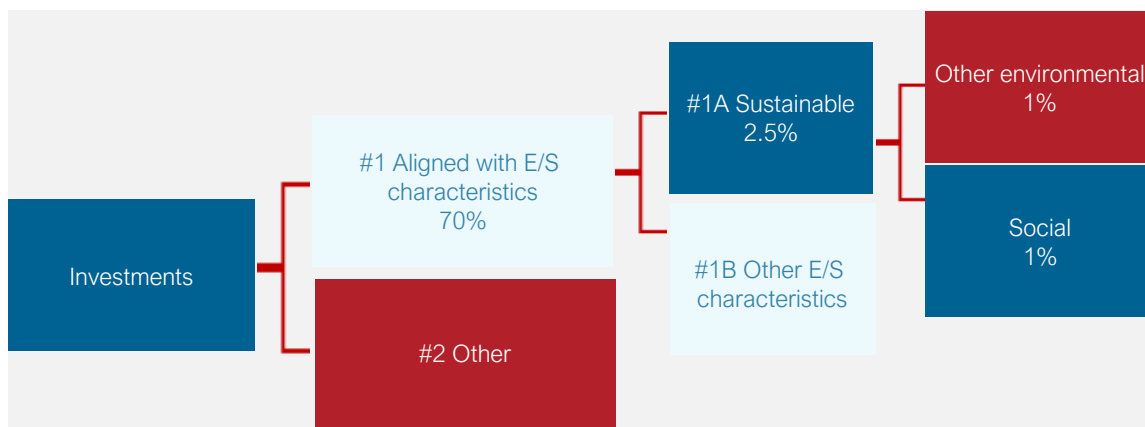 Investments
#1 Aligned with E/S
characteristics
70%
#2 Other
#1A Sustainable
2.5%
#1B Other E/S
characteristics
Other environmental
1%
Social
1%